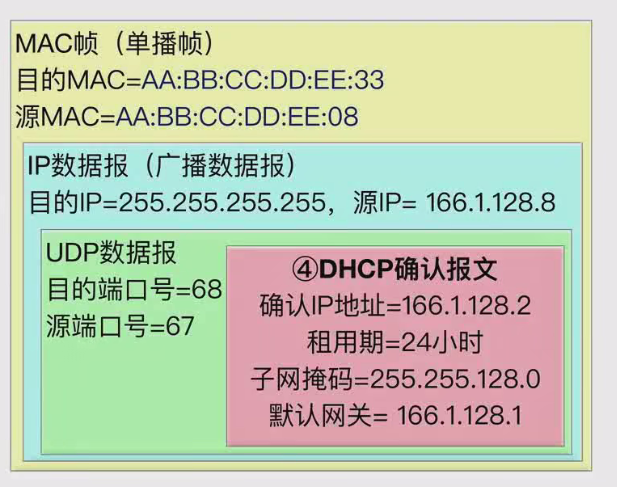 MAC帧（单播帧）
目的MAC=AA:BB:CC:DD:EE:33
源MAC=AA:BB:CC:DD:EE:08
IP数据报（广播数据报）
目的IP=255.255.255.255，源IP= 166.1.128.8
UDP数据报
目的端口号=68
源端口号=67
④DHCP确认报文
确认IP地址=166.1.128.2
租用期=24小时
子网掩码=255.255.128.0
默认网关= 166.1.128.1